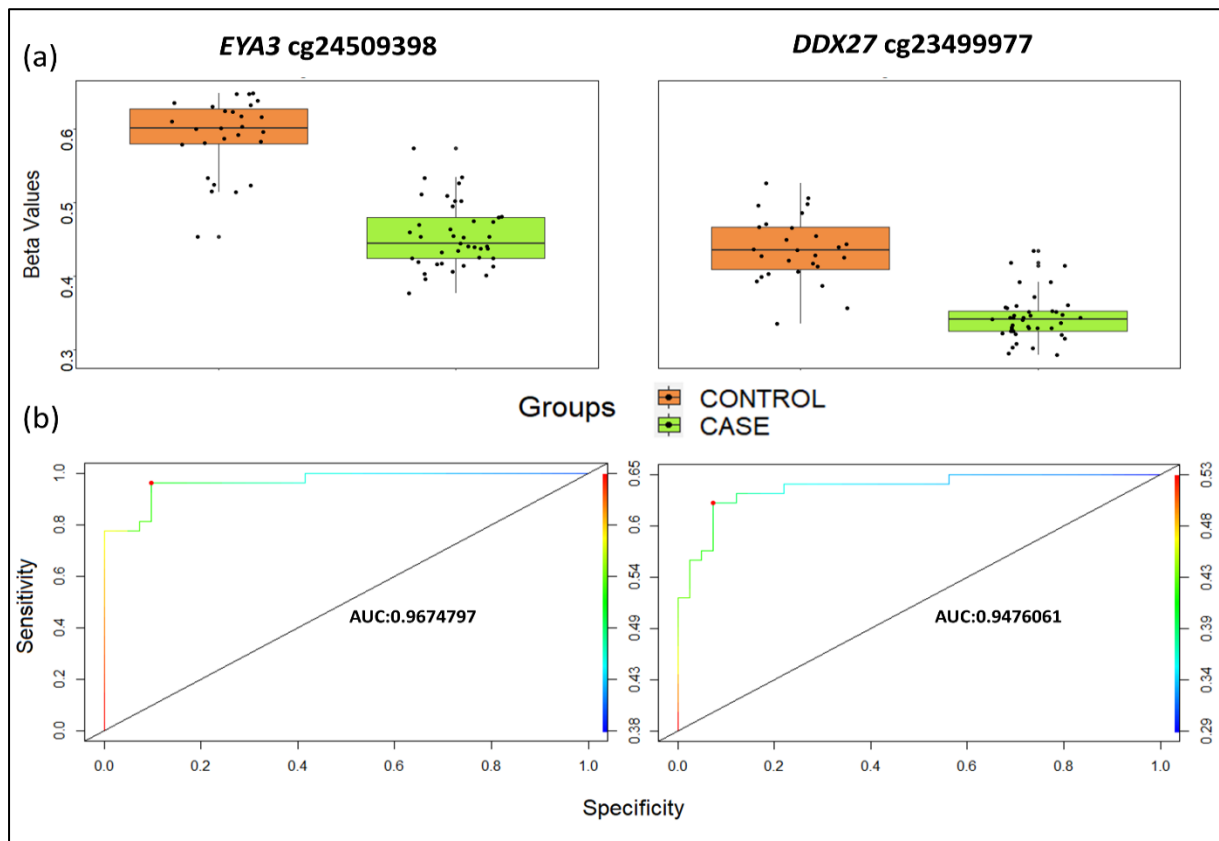 EYA3 cg24509398
DDX27 cg23499977
(a)
Beta Values
0.6
0.5
0.4
0.3
Groups
CONTROL
CASE
(b)
Sensitivity
1.0
0.8
0.6
0.4
0.2
0.0
AUC:0.9674797
0.65
0.6
0.54
0.49
0.43
0.38
AUC:0.9476061
0.53
0.48
0.43
0.39
0.34
0.29
0.0 0.2 0.4 0.6 0.8 1.0
0.0 0.2 0.4 0.6 0.8 1.0
Specificity